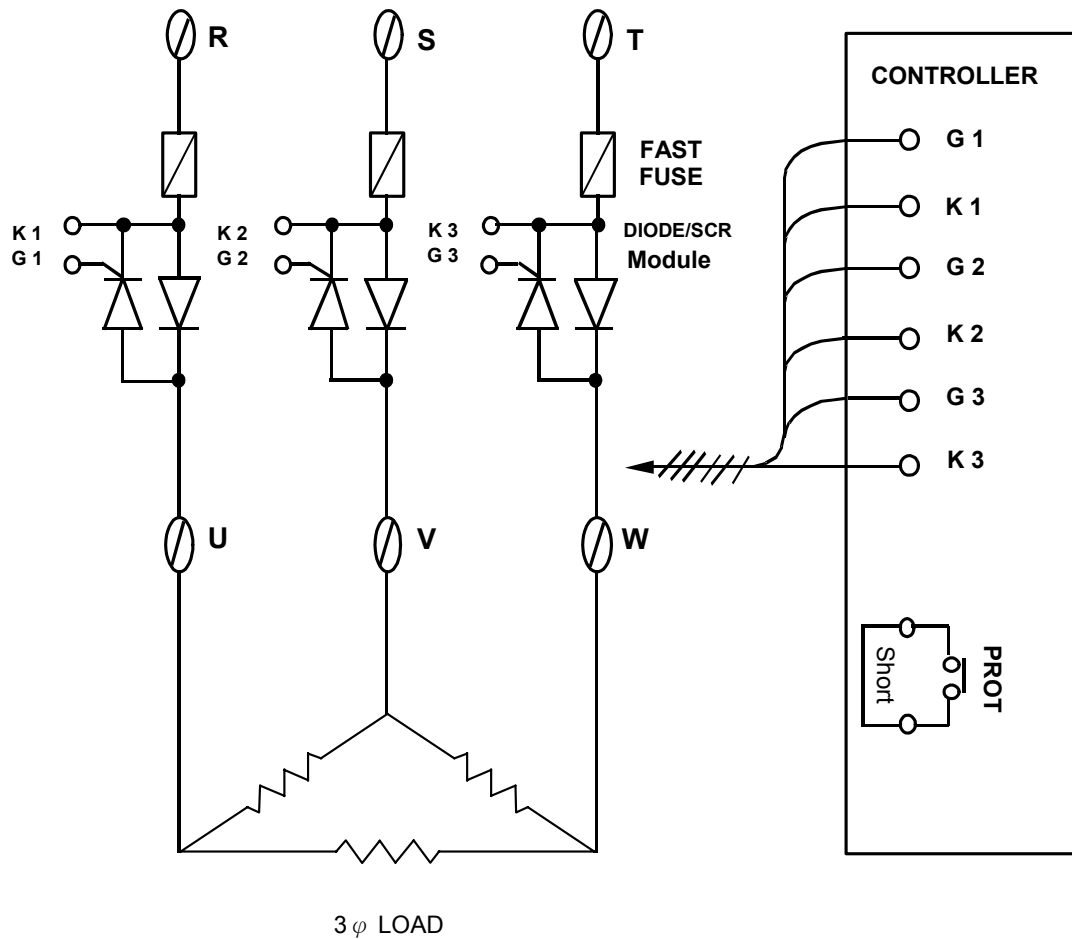 R
S
T
CONTROLLER
G 1
FAST
FUSE
K 1
K 1
G 1
K 2
G 2
K 3
G 3
DIODE/SCR
Module
G 2
K 2
G 3
K 3
U
V
W
Short
PROT
3 φ LOAD